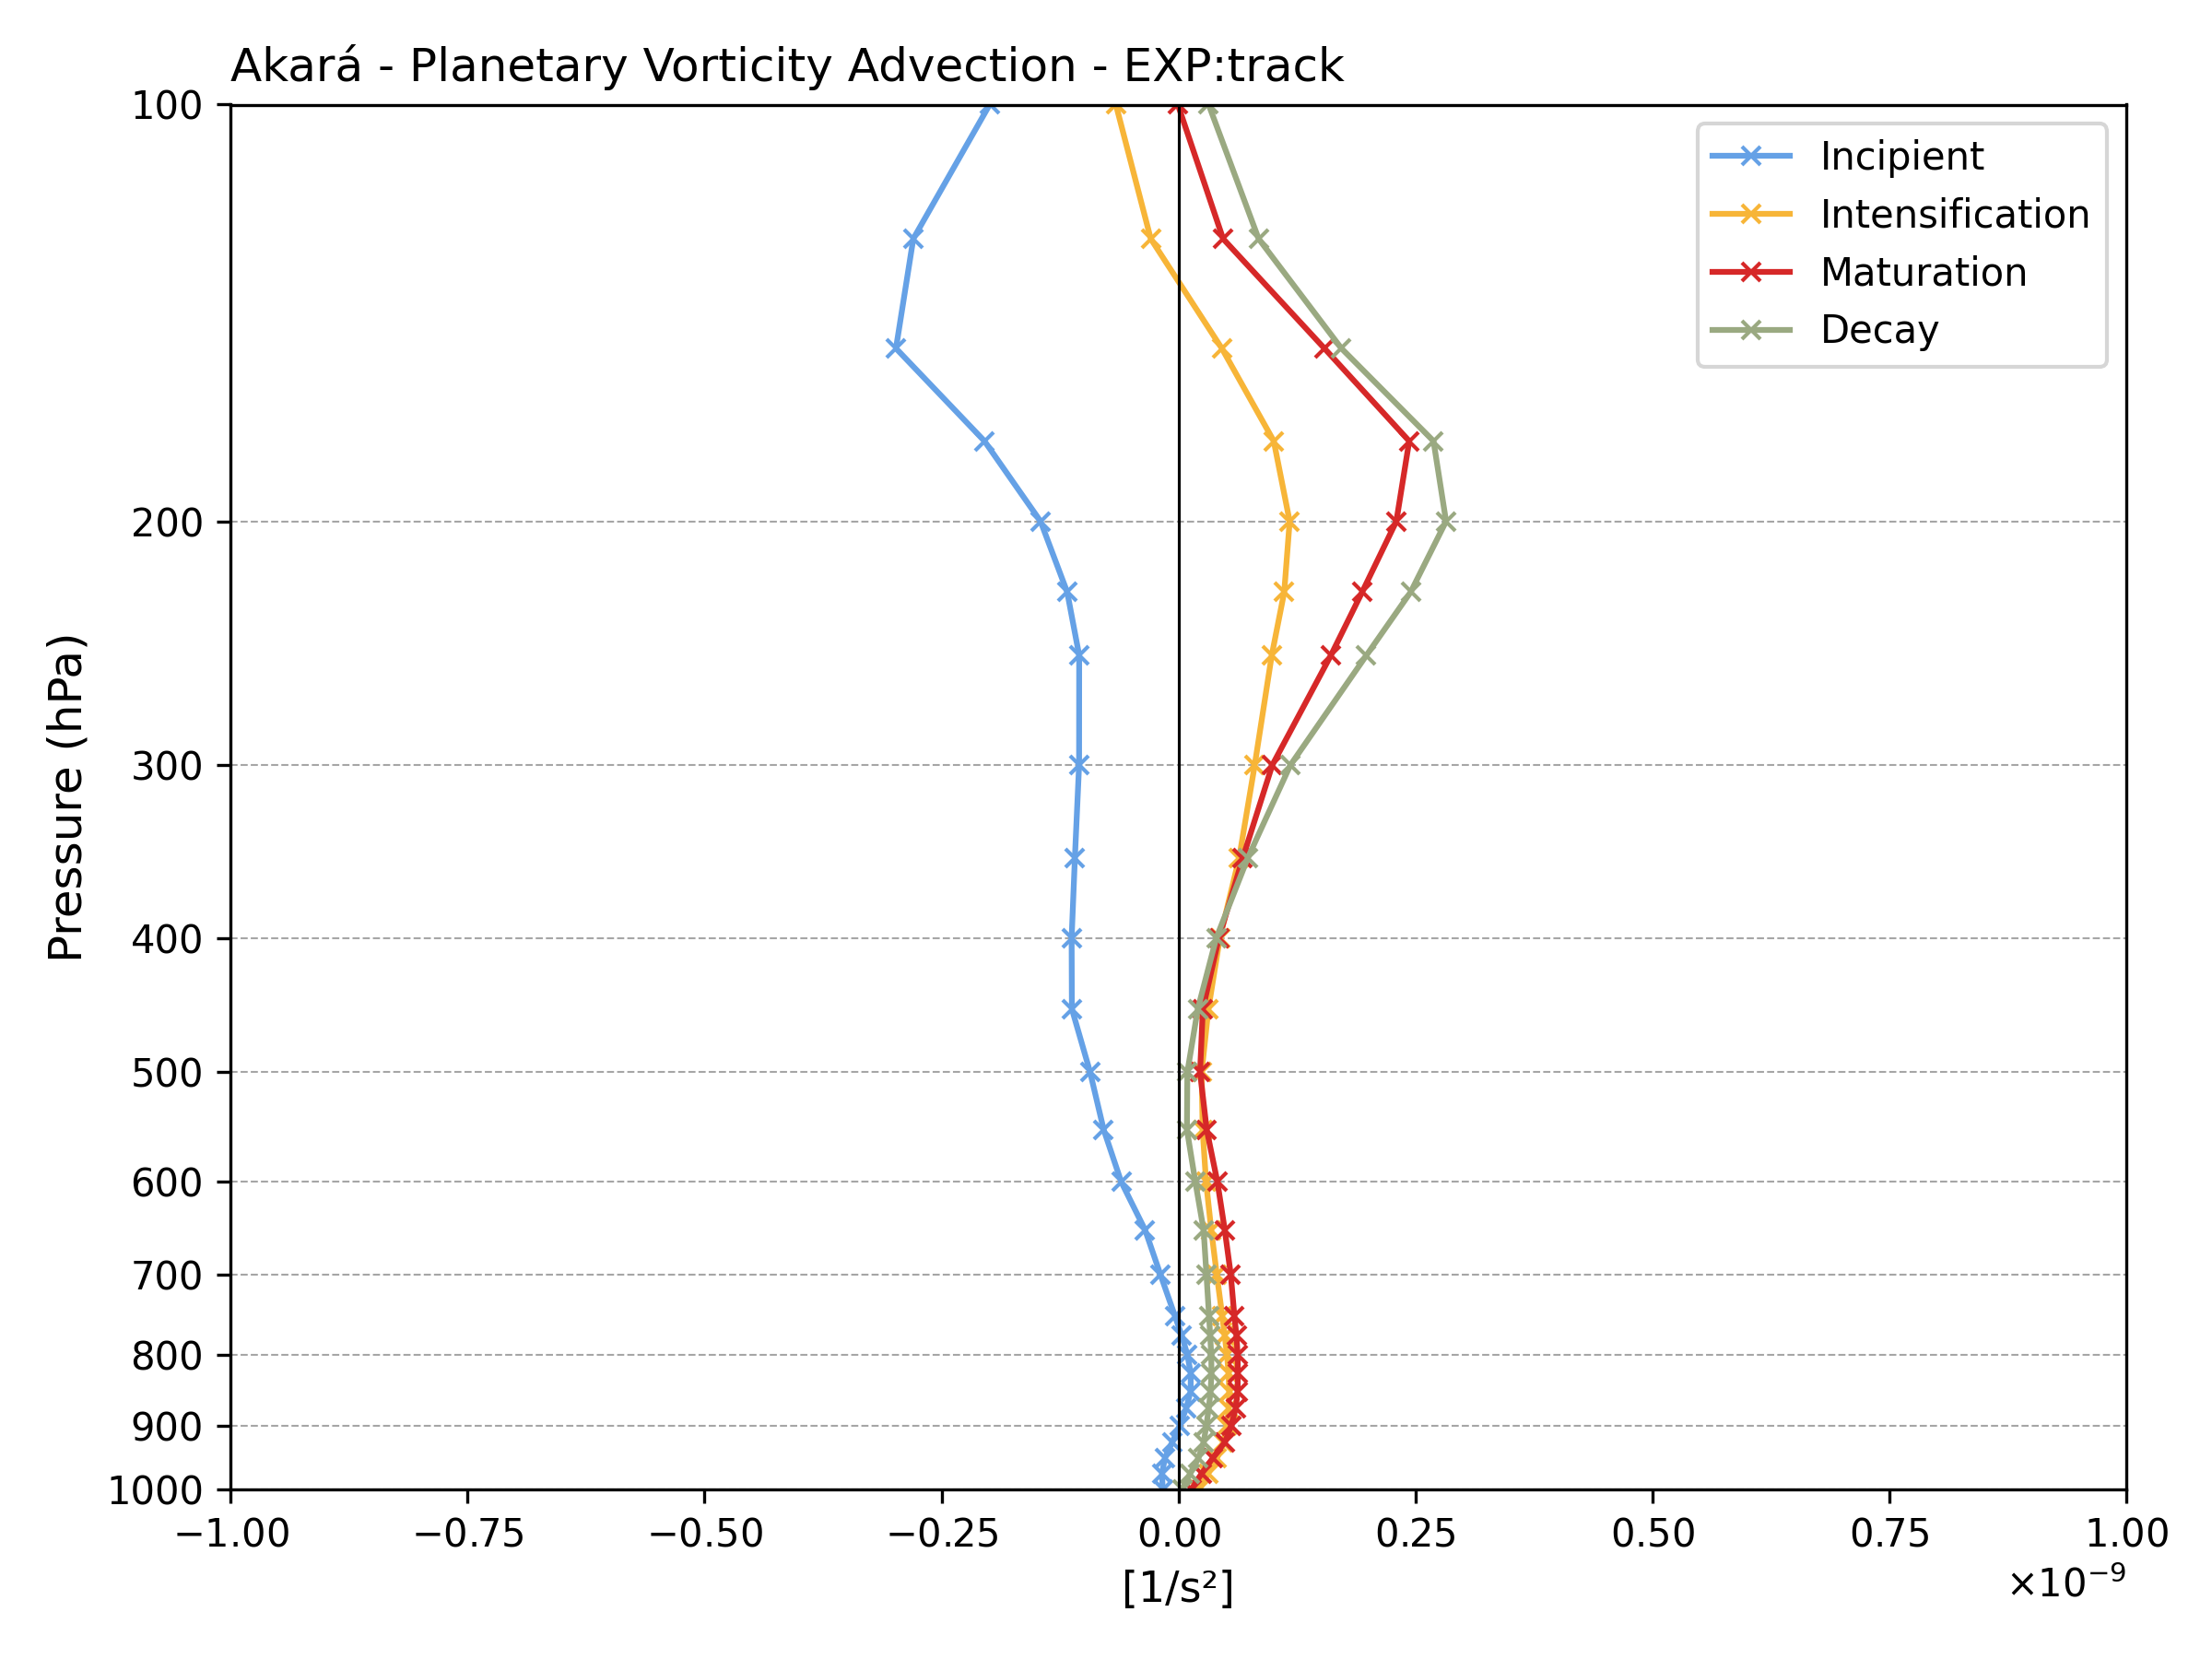 Akará - Planetary Vorticity Advection - EXP:track
100
200
300
400
500
600
700
800
900
1000
Pressure (hPa)
Incipient
Intensification
Maturation
Decay
−1.00 −0.75 −0.50 −0.25 0.00 0.25 0.50 0.75 1.00
[1/s²]
×10⁻⁹